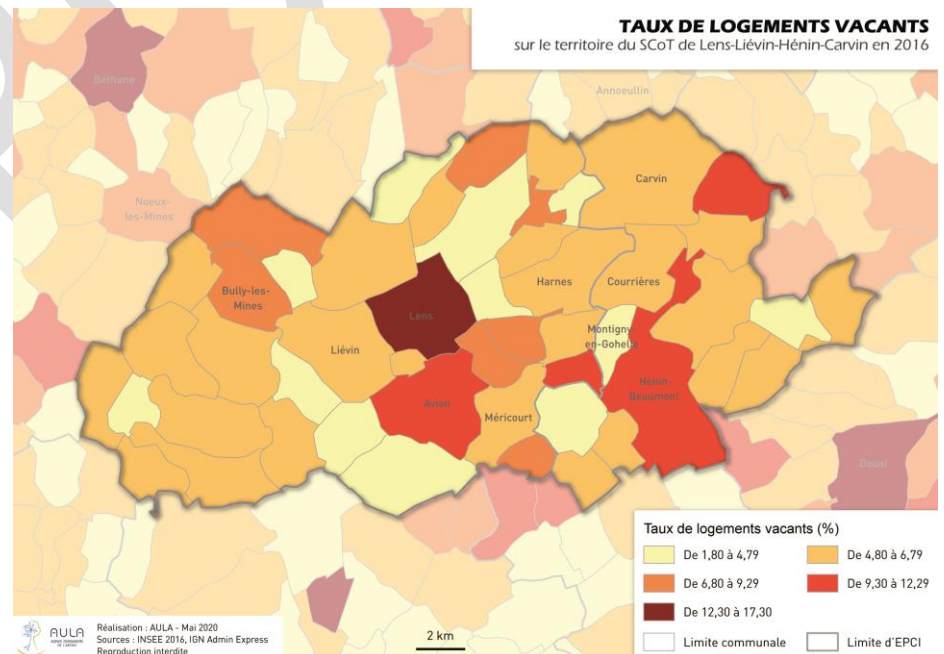 TAUX DE LOGEMENTS VACANTS
sur le territoire du SCoT de Lens-Liévin-Hénin-Carvin en 2016
Béthune
Annoeullin
Carvin
Noeux-
les-Mines
Bully-les-
Mines
Harnes
Courrières
Lens
Montigny-
en-Gohelle
Liévin
Hénin-
Beaumont
Avion
Méricourt
Douai
Taux de logements vacants (%)
De 1,80 à 4,79
De 4,80 à 6,79
De 6,80 à 9,29
De 9,30 à 12,29
De 12,30 à 17,30
Limite communale
Limite d'EPCI
AULA
Réalisation : AULA - Mai 2020
Sources : INSEE 2016, IGN Admin Express
Reproduction interdite
2 km